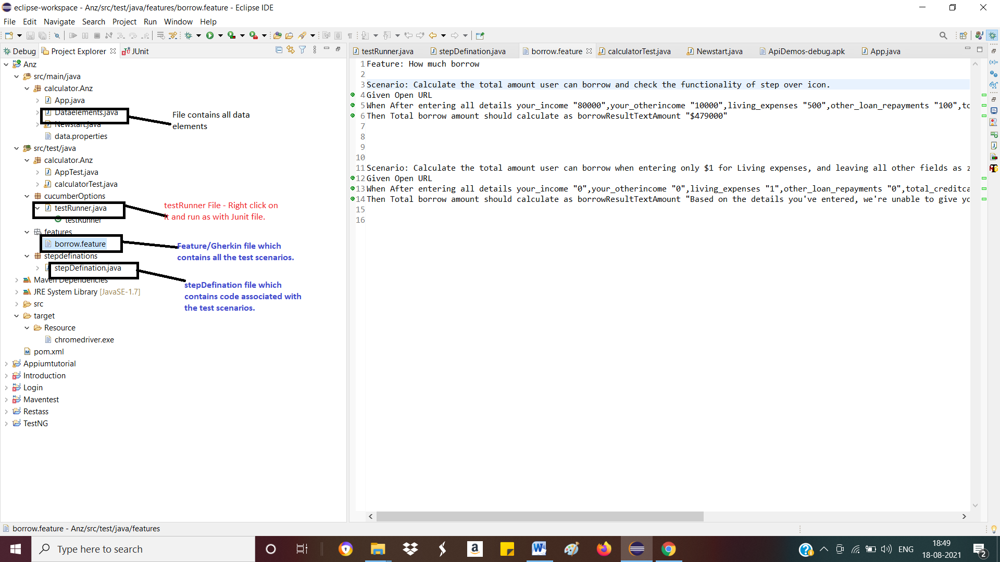 eclipse-workspace - Anz/src/test/java/features/borrow.feature - Eclipse IDE
File Edit Navigate Search Project Run Window Help
Debug Project Explorer JUnit
testRunner.java stepDefination.java borrow.feature calculatorTest.java Newstart.java ApiDemos-debug.apk App.java
Anz
src/main/java
calculator.Anz
App.java
Dataelements.java
Newstart.java
data.properties
src/test/java
calculator.Anz
AppTest.java
calculatorTest.java
cucumberOptions
testRunner.java
testRunner
features
borrow.feature
stepdefinations
stepDefination.java
Maven Dependencies
JRE System Library [JavaSE-1.7]
src
target
Resource
chromedriver.exe
pom.xml
Appiumtutorial
Introduction
Login
Maventest
Restass
TestNG
File contains all data
elements
testRunner File - Right click on
it and run as with Junit file.
Feature/Gherkin file which
contains all the test scenarios.
stepDefination file which
contains code associated with
the test scenarios.
1 Feature: How much borrow
2
3 Scenario: Calculate the total amount user can borrow and check the functionality of step over icon.
4 Given Open URL
5 When After entering all details your_income "80000",your_otherincome "10000",living_expenses "500",other_loan_repayments "100",to
6 Then Total borrow amount should calculate as borrowResultTextAmount "$479000"
7
8
9
10
11 Scenario: Calculate the total amount user can borrow when entering only $1 for Living expenses, and leaving all other fields as z
12 Given Open URL
13 When After entering all details your_income "0",your_otherincome "0",living_expenses "1",other_loan_repayments "0",total_creditca
14 Then Total borrow amount should calculate as borrowResultTextAmount "Based on the details you've entered, we're unable to give yo
15
16
borrow.feature - Anz/src/test/java/features
Type here to search
ENG
18:49
18-08-2021
2